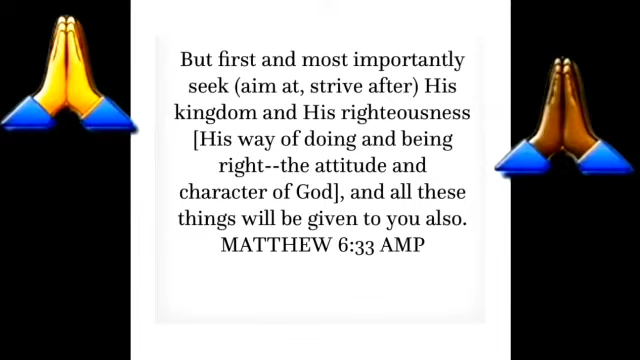 But first and most importantly
seek (aim at, strive after) His
kingdom and His righteousness
[His way of doing and being
right--the attitude and
character of God], and all these
things will be given to you also.
MATTHEW 6:33 AMP